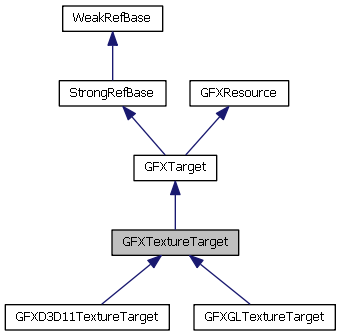 WeakRefBase
StrongRefBase
GFXResource
GFXTarget
GFXTextureTarget
GFXD3D11TextureTarget
GFXGLTextureTarget